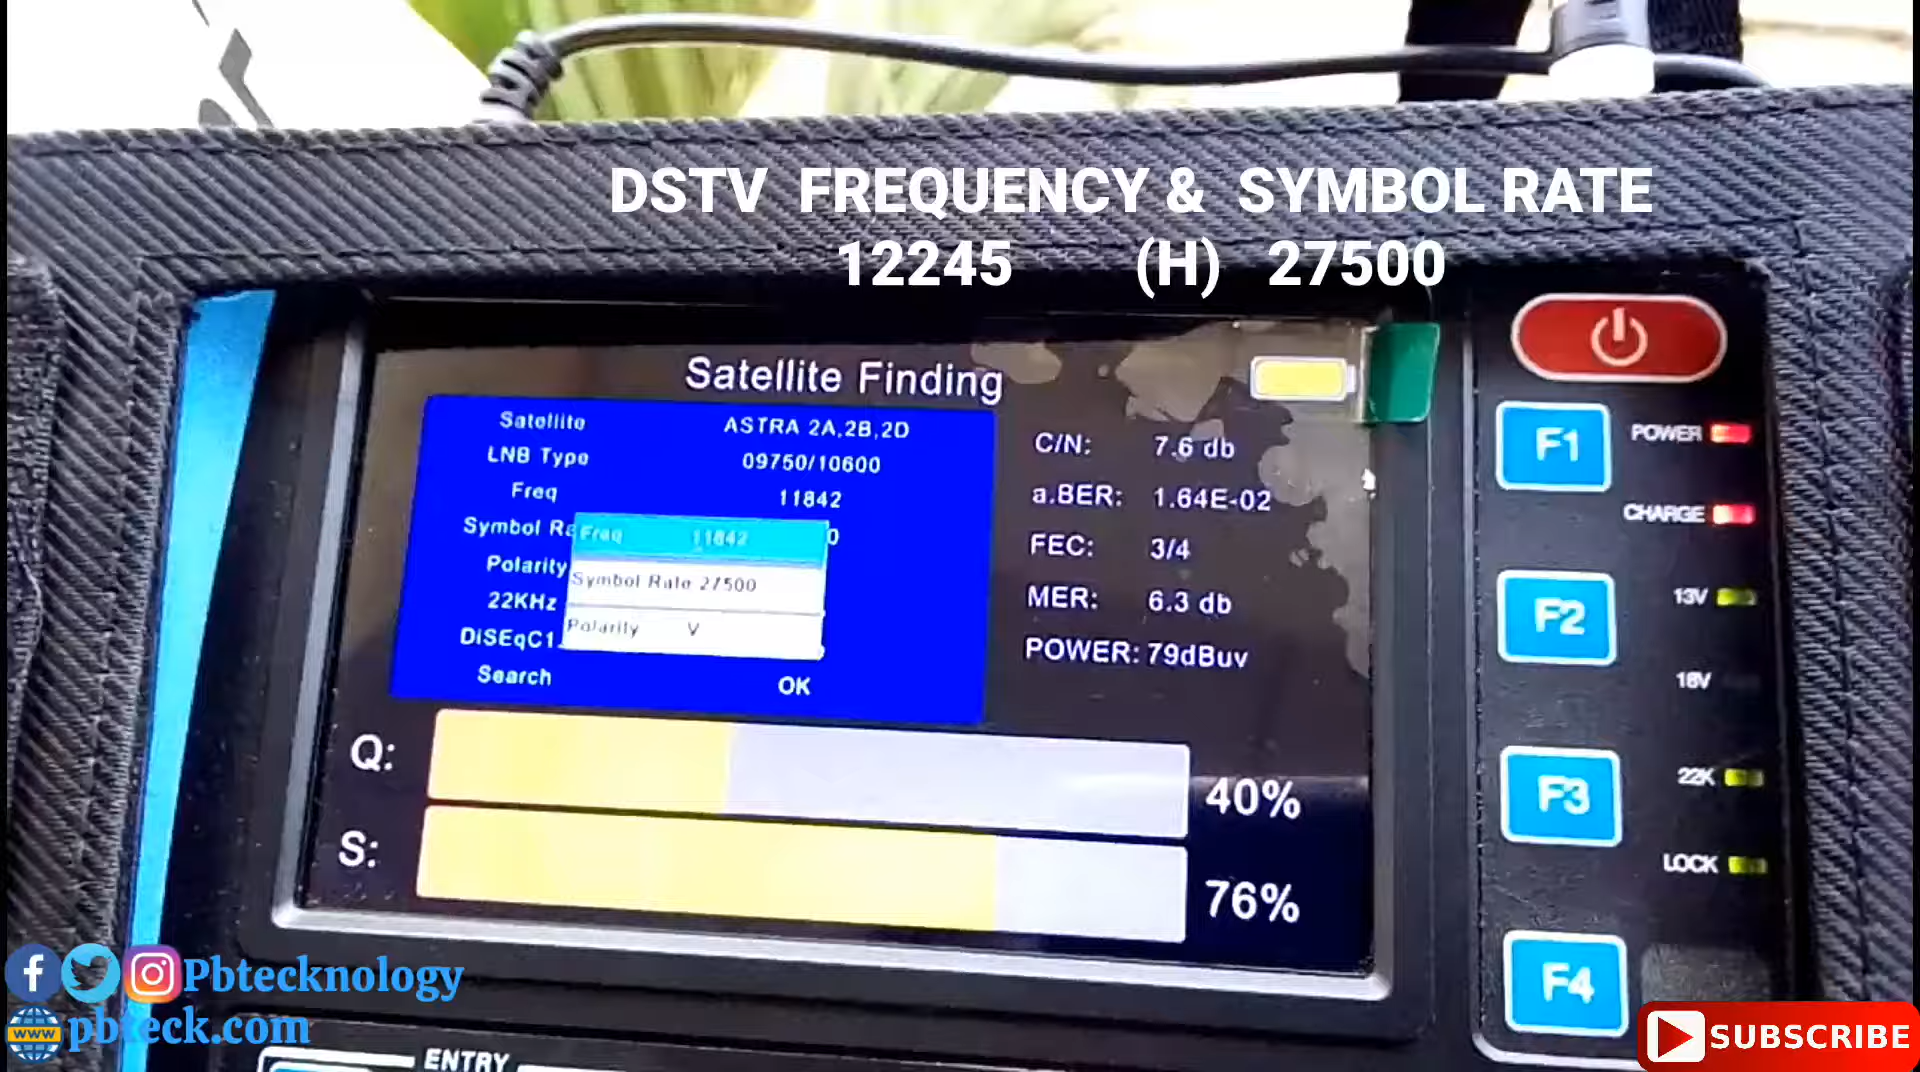 DSTV FREQUENCY & SYMBOL RATE
12245 (H) 27500
Satellite Finding
Satellite ASTRA 2A,2B,2D
LNB Type 09750/10600
Freq 11842
Symbol Ra 0
Freq 11842
Symbol Rate 27500
Polarity V
Polarity
22KHz
DiSEqC1.
Search OK
C/N: 7.6 db
a.BER: 1.64E-02
FEC: 3/4
MER: 6.3 db
POWER: 79dBuv
Q: 40%
S: 76%
F1
POWER
CHARGE
F2
13V
18V
F3
22K
LOCK
F4
ENTRY
Pbtecknology
www
pbteck.com
SUBSCRIBE